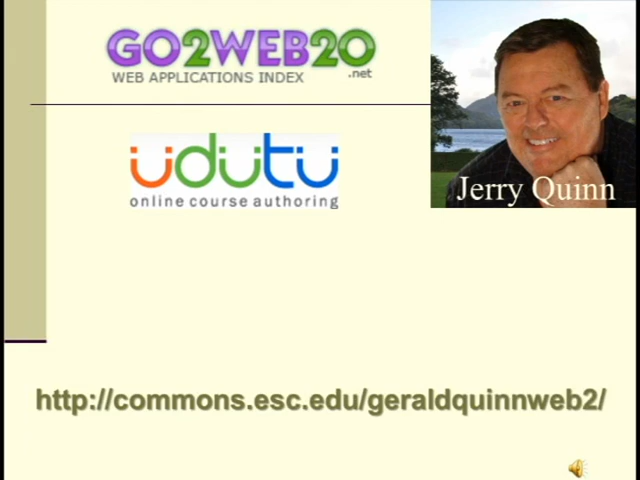 GO2WEB20
.net
WEB APPLICATIONS INDEX
udutu
online course authoring
Jerry Quinn
http://commons.esc.edu/geraldquinnweb2/